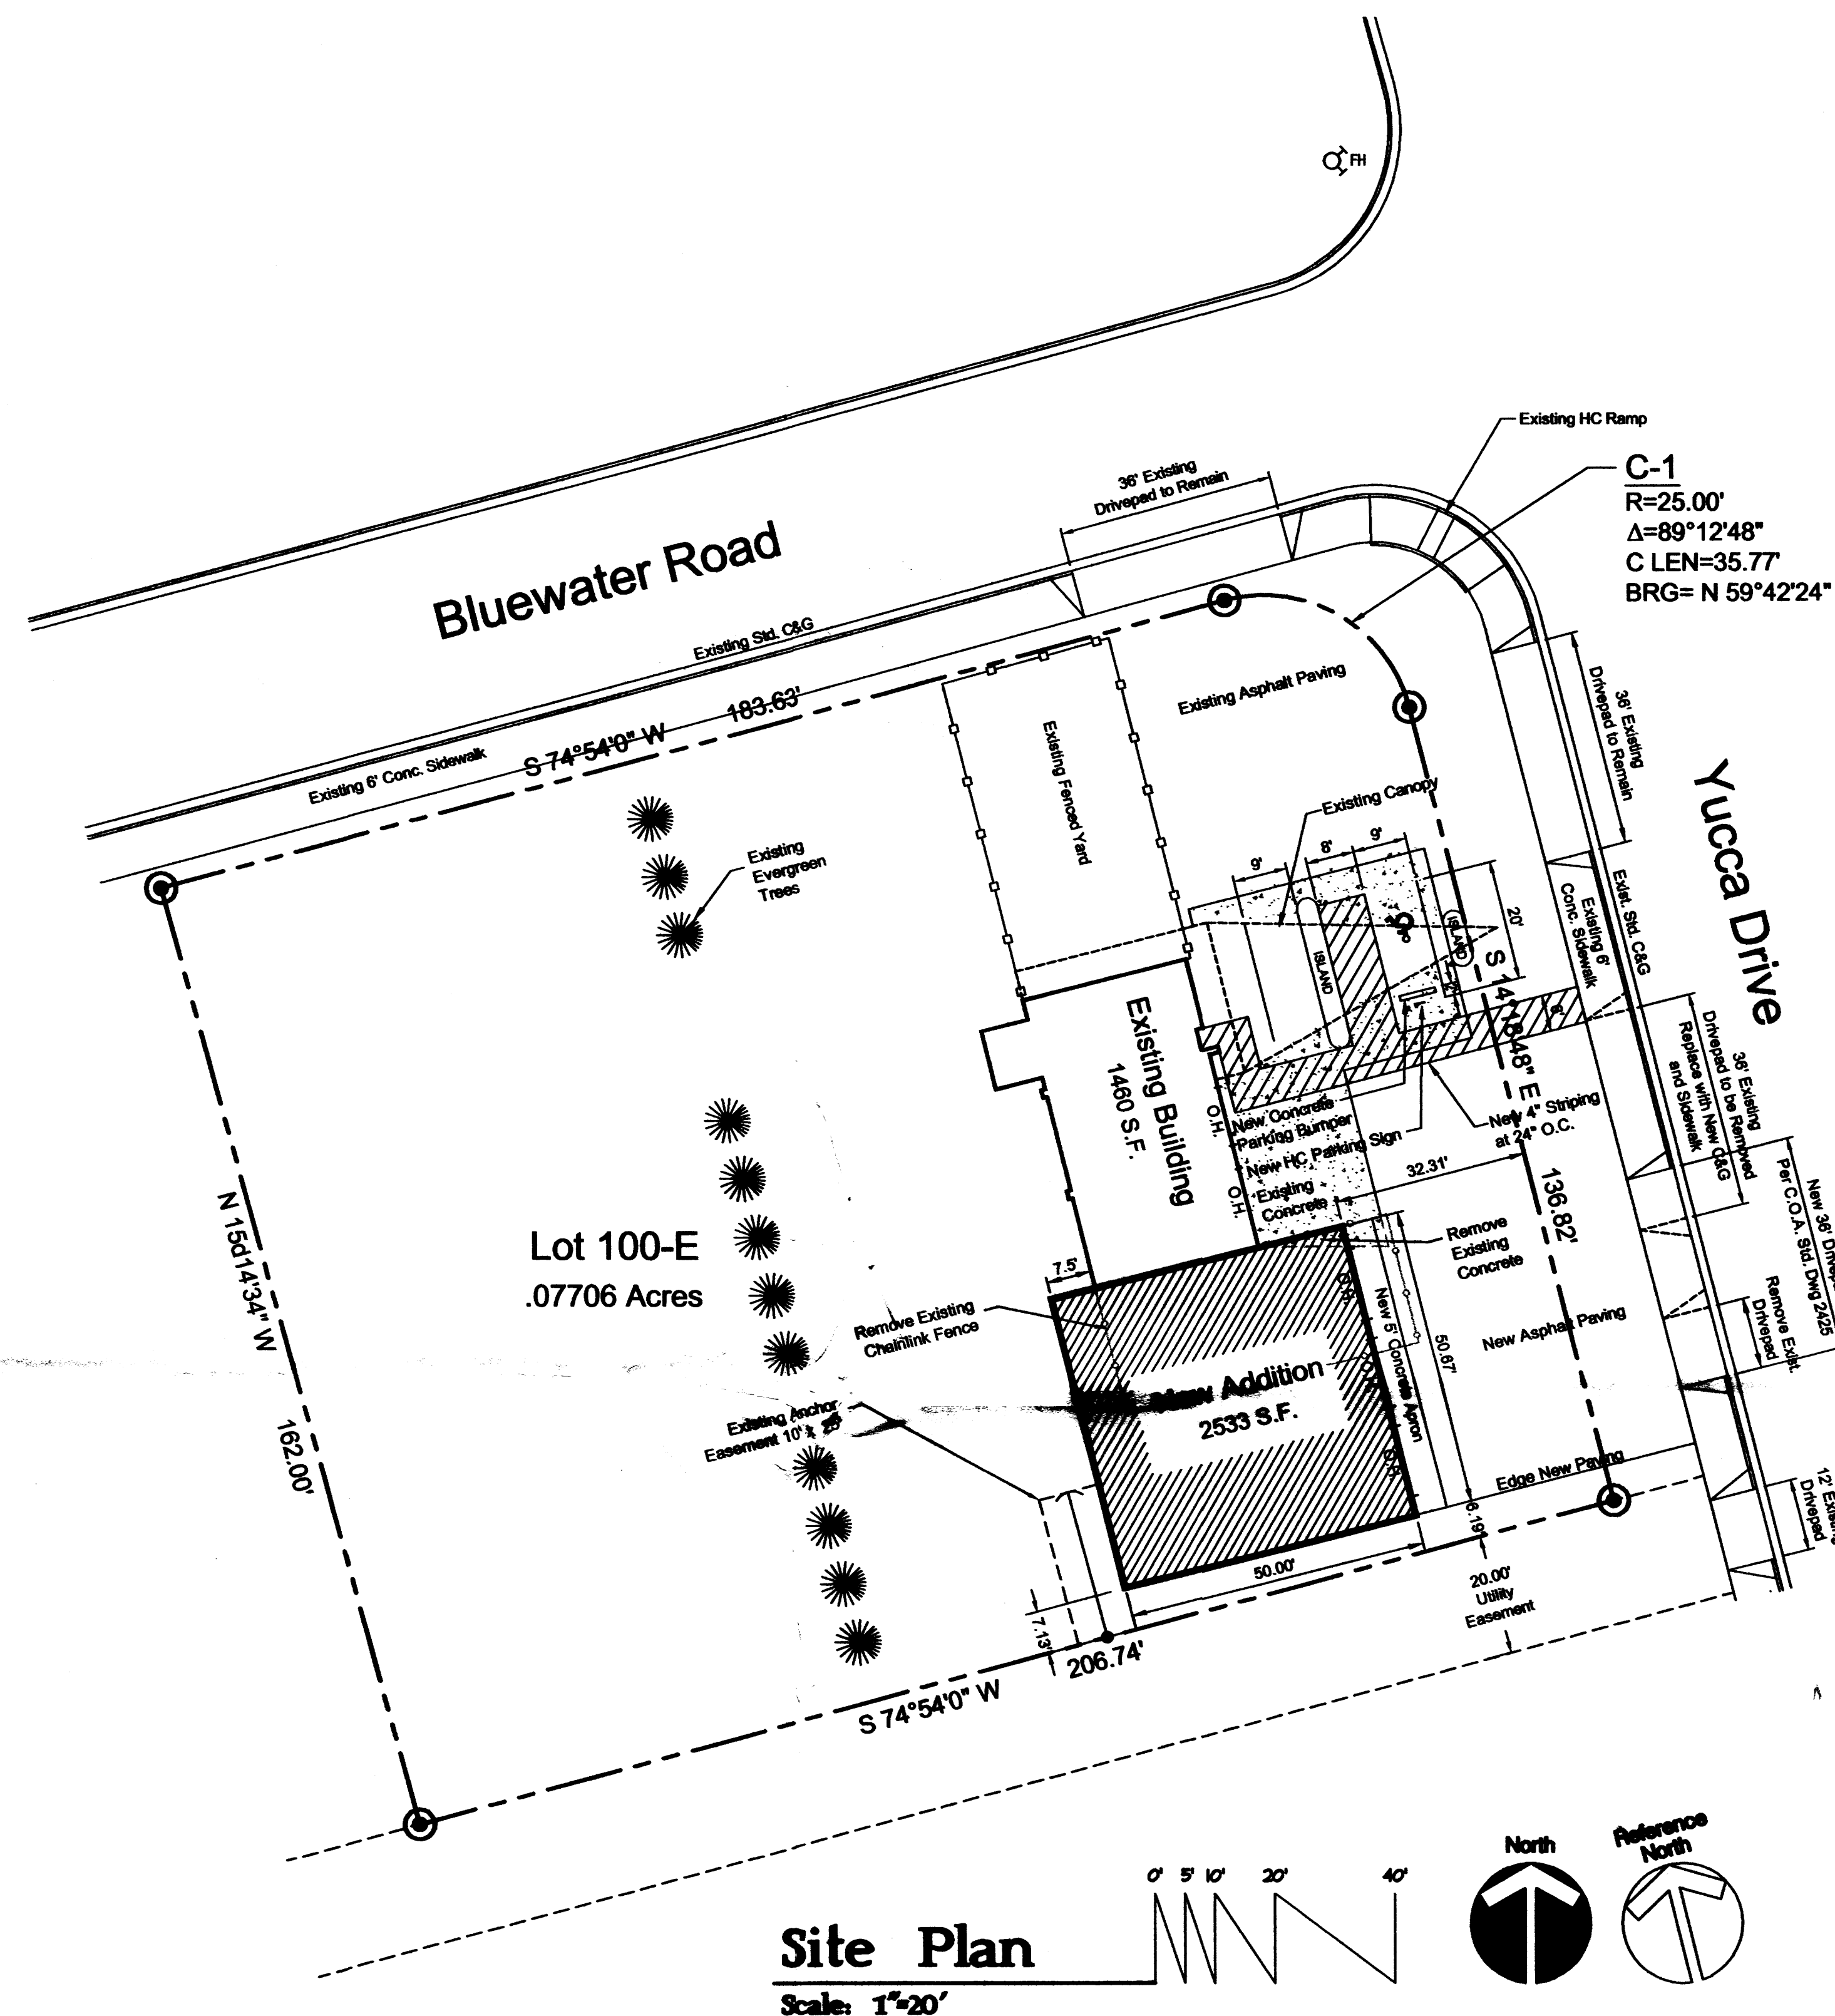 FH
Existing HC Ramp
C-1
R=25.00'
Δ=89°12'48"
C LEN=35.77'
BRG= N 59°42'24"
36' Existing
Drivepad to Remain
Bluewater Road
Existing Std. C&G
183.63'
S 74°54'0" W
Existing 6' Conc. Sidewalk
Existing Asphalt Paving
Existing Fenced Yard
36' Existing
Drivepad to Remain
Yucca Drive
Existing Canopy
Existing
Evergreen
Trees
9'
8'
9'
20'
ISLAND
ISLAND
Exist. Std. C&G
Existing 6'
Conc. Sidewalk
S 14°18'48" E
136.82'
6'
Existing Building
1460 S.F.
36' Existing
Drivepad to be Removed
Replace with New C&G
and Sidewalk
O.H.
New Concrete
Parking Bumper
New HC Parking Sign
New 4" Striping
at 24" O.C.
O.H.
Existing
Concrete
32.31'
Remove
Existing
Concrete
New 36'
Per C.O.A. Std. Dwg 2425
Remove Exist.
Drivepad
N 15d14'34" W
162.00'
Lot 100-E
.07706 Acres
7.5'
Remove Existing
Chainlink Fence
O.H.
New 5' Concrete Apron
50.67'
New Asphalt Paving
New Addition
2533 S.F.
O.H.
O.H.
Existing Anchor
Easement 10' x 25'
Edge New Paving
6.19'
12'
Drivepad
50.00'
20.00'
Utility
Easement
7.13'
206.74'
S 74°54'0" W
North
Reference
North
0' 5' 10' 20' 40'
Site Plan
Scale: 1"=20'